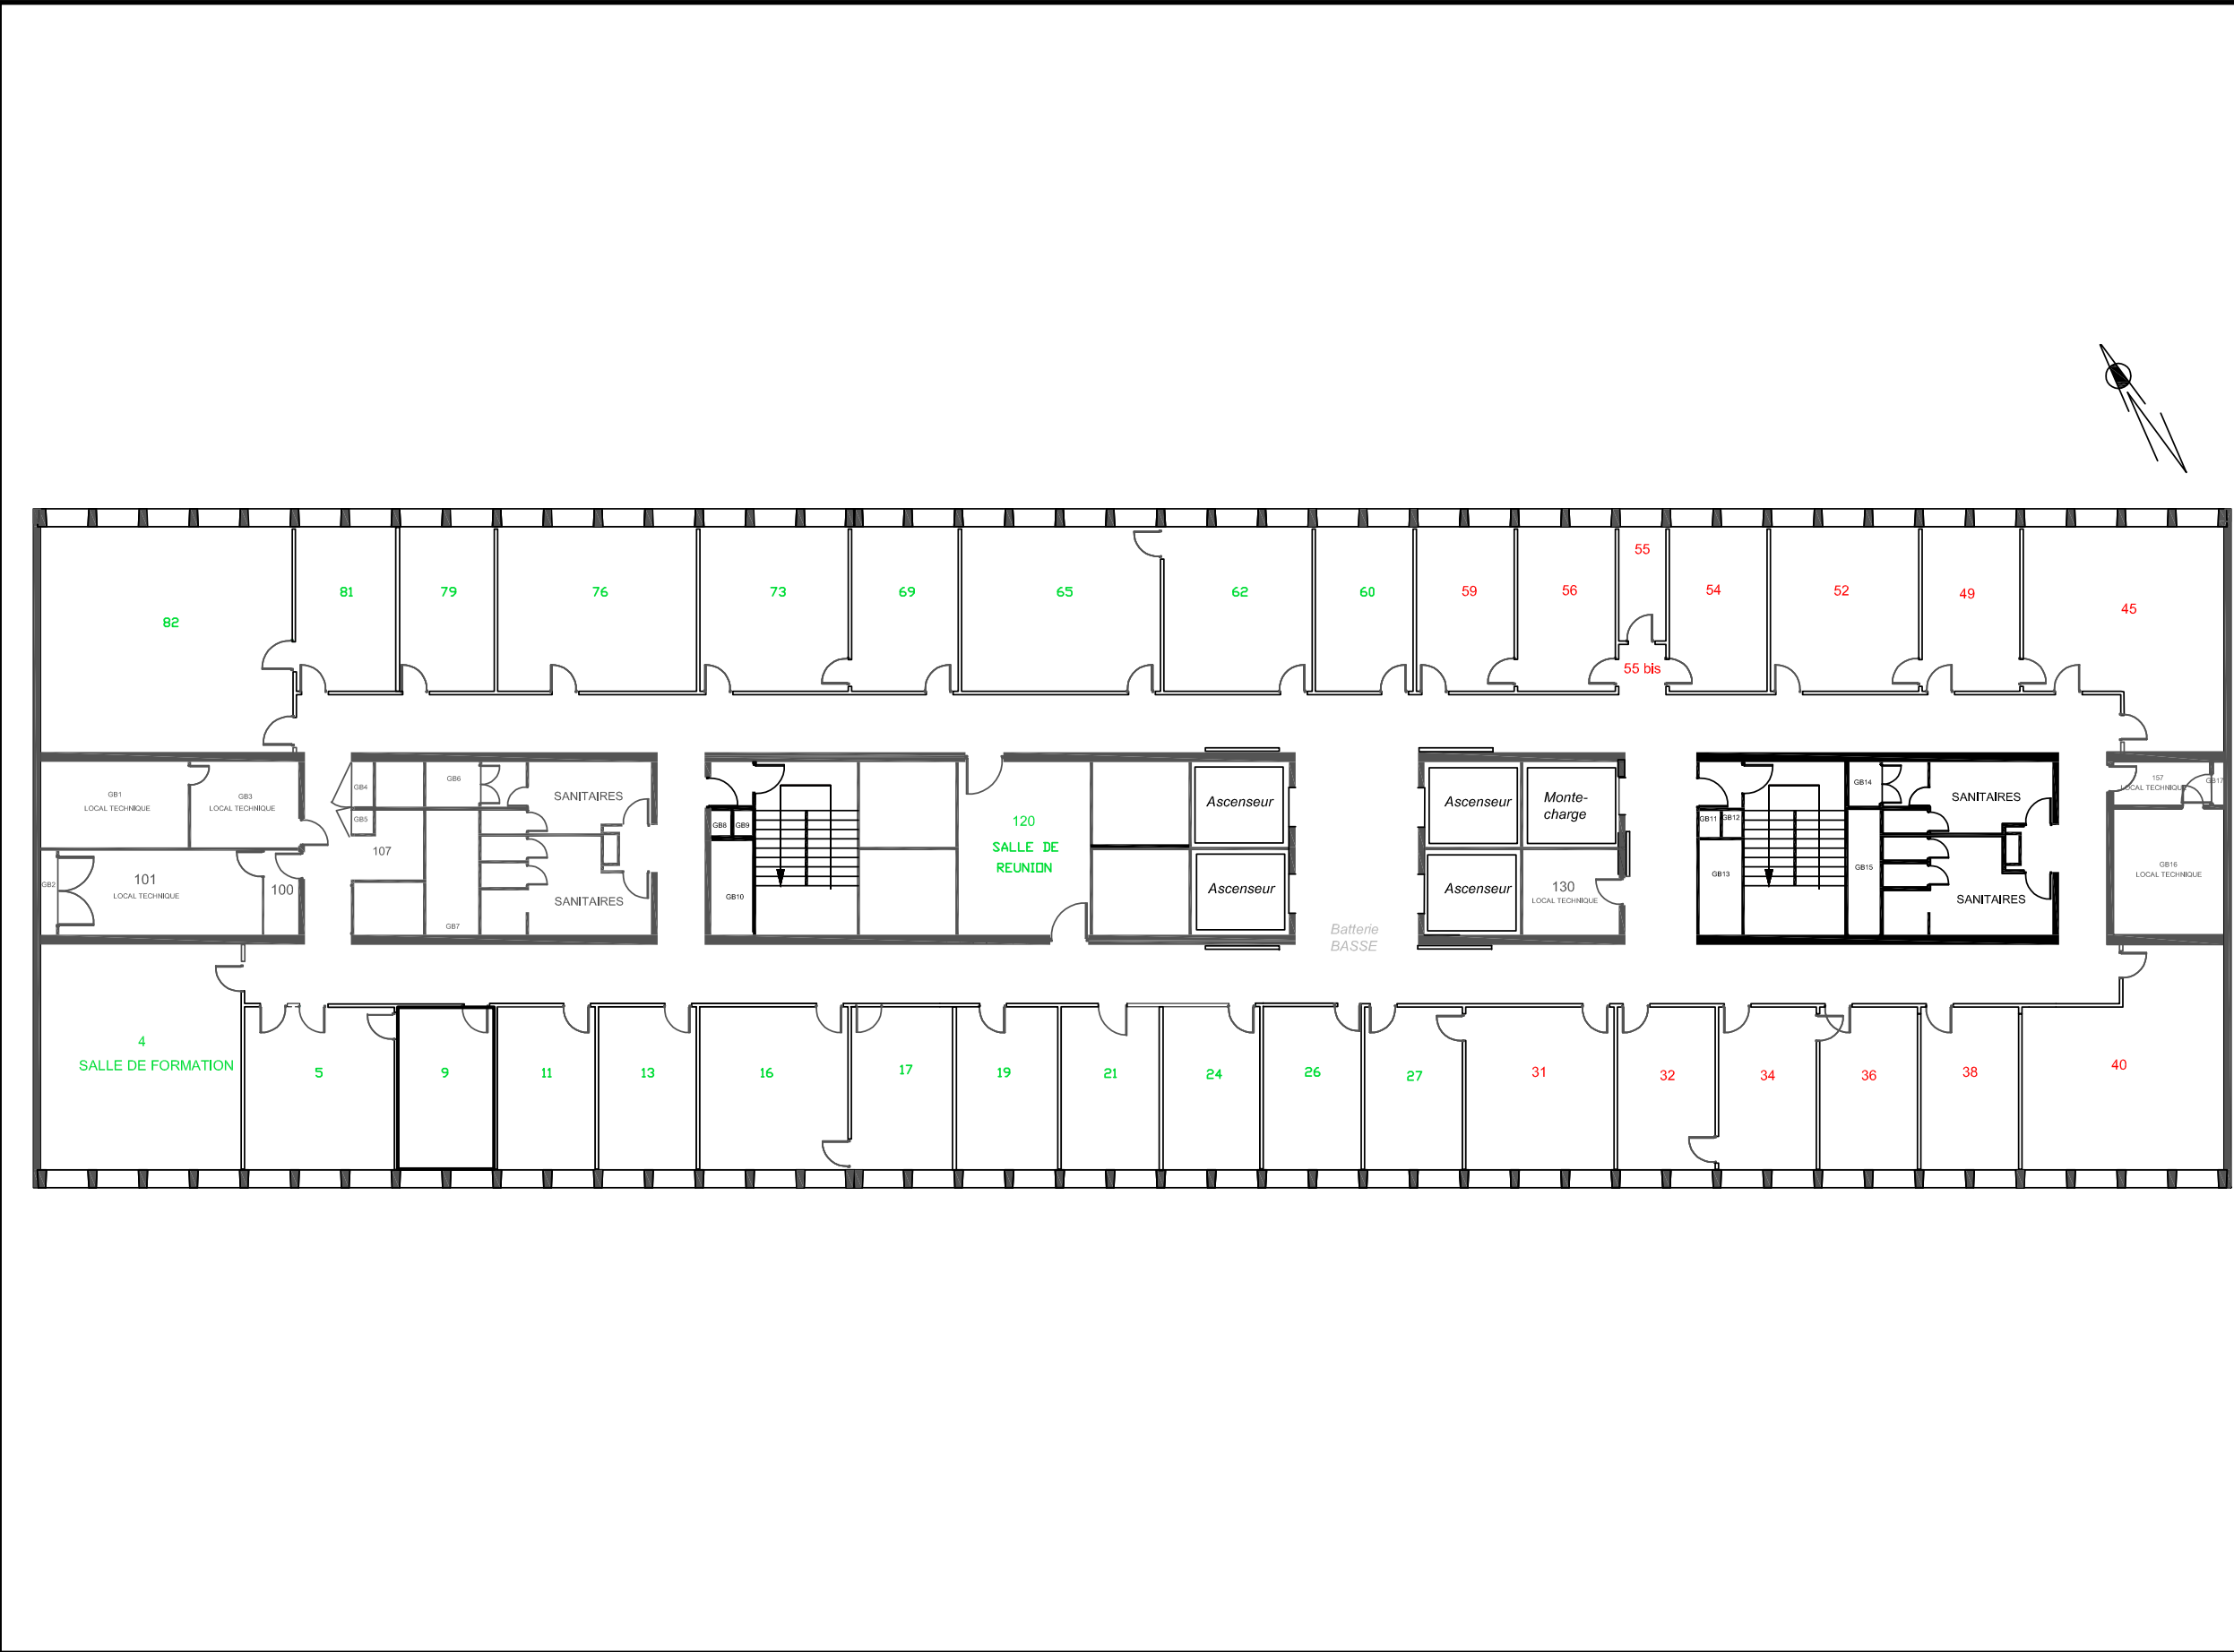 55
81
79
76
73
69
65
62
60
59
56
54
52
49
45
82
55 bis
GB1
LOCAL TECHNIQUE
GB3
LOCAL TECHNIQUE
GB4
GB5
GB6
SANITAIRES
107
101
LOCAL TECHNIQUE
100
GB2
GB7
SANITAIRES
GB8
GB9
GB10
120
SALLE DE
REUNION
Ascenseur
Ascenseur
Batterie
BASSE
Ascenseur
Monte-
charge
Ascenseur
130
LOCAL TECHNIQUE
GB11
GB12
GB13
GB14
GB15
SANITAIRES
SANITAIRES
157
LOCAL TECHNIQUE
GB17
GB16
LOCAL TECHNIQUE
4
SALLE DE FORMATION
5
9
11
13
16
17
19
21
24
26
27
31
32
34
36
38
40